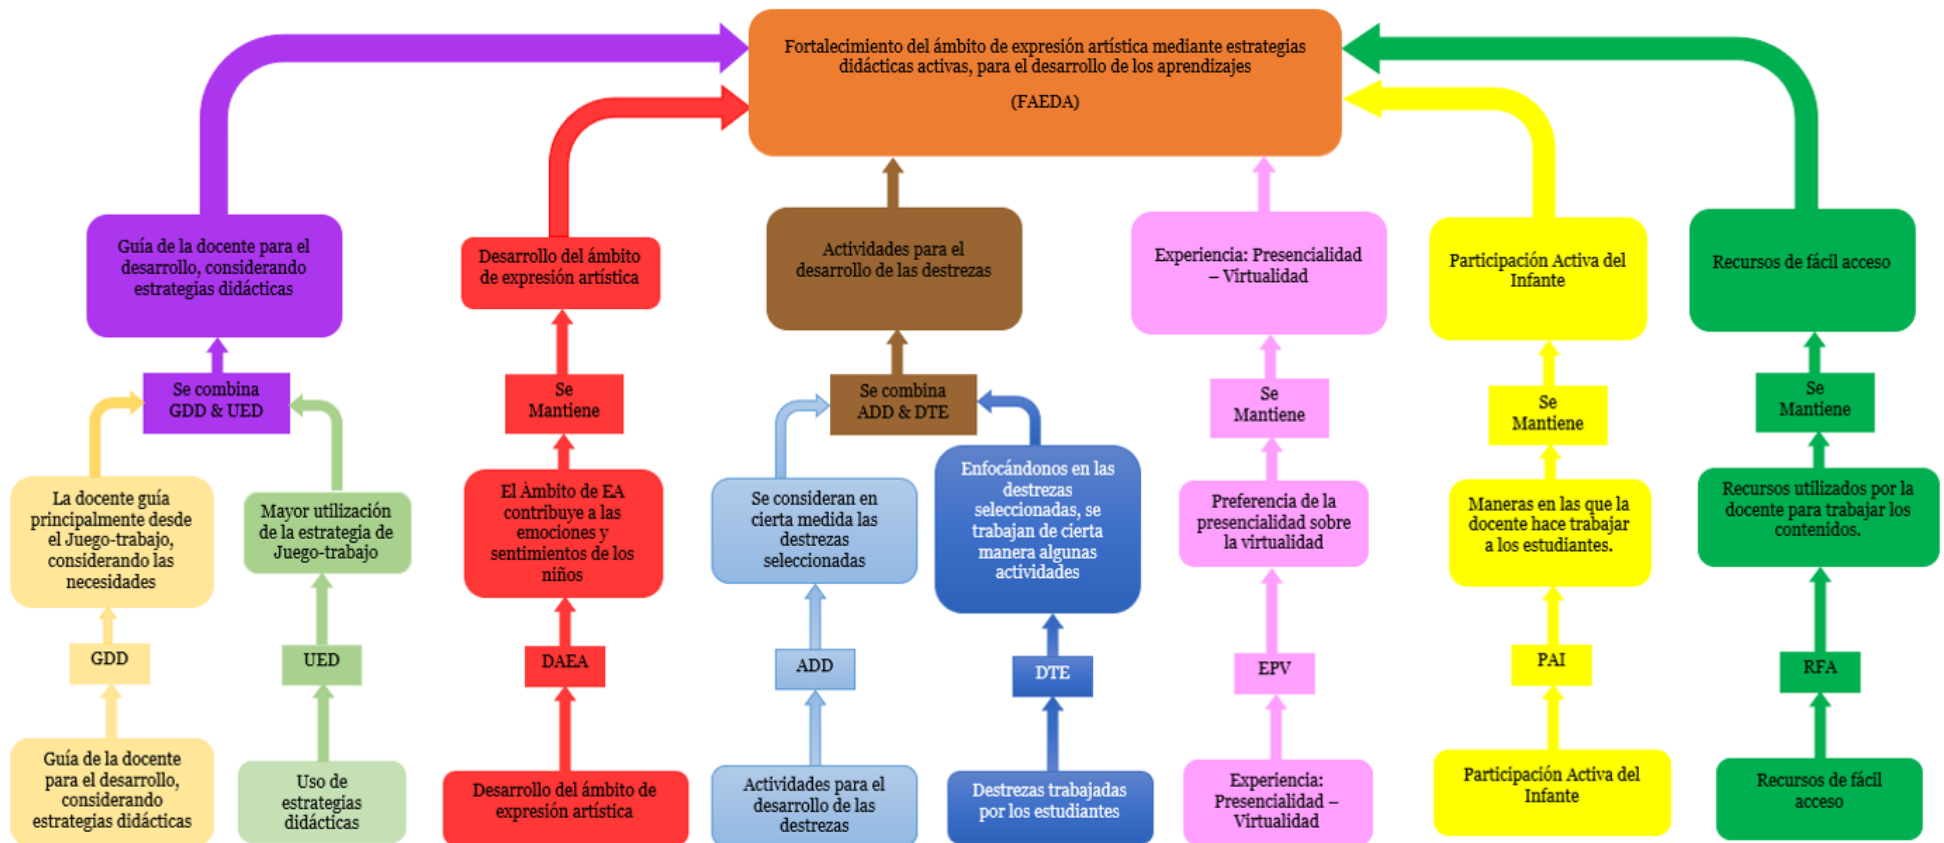 Fortalecimiento del ámbito de expresión artística mediante estrategias
didácticas activas, para el desarrollo de los aprendizajes
(FAEDA)
Guía de la docente para el
desarrollo, considerando
estrategias didácticas
Desarrollo del ámbito
de expresión artística
Actividades para el
desarrollo de las destrezas
Experiencia: Presencialidad
– Virtualidad
Participación Activa del
Infante
Recursos de fácil acceso
Se combina
GDD & UED
Se
Mantiene
Se combina
ADD & DTE
Se
Mantiene
Se
Mantiene
Se
Mantiene
La docente guía
principalmente desde
el Juego-trabajo,
considerando las
necesidades
Mayor utilización
de la estrategia de
Juego-trabajo
El Àmbito de EA
contribuye a las
emociones y
sentimientos de los
niños
Se consideran en
cierta medida las
destrezas
seleccionadas
Enfocándonos en las
destrezas
seleccionadas, se
trabajan de cierta
manera algunas
actividades
Preferencia de la
presencialidad sobre
la virtualidad
Maneras en las que la
docente hace trabajar
a los estudiantes.
Recursos utilizados por la
docente para trabajar los
contenidos.
GDD
UED
DAEA
ADD
DTE
EPV
PAI
RFA
Guía de la docente
para el desarrollo,
considerando
estrategias didácticas
Uso de
estrategias
didácticas
Desarrollo del ámbito de
expresión artística
Actividades para el
desarrollo de las
destrezas
Destrezas trabajadas
por los estudiantes
Experiencia:
Presencialidad –
Virtualidad
Participación Activa del
Infante
Recursos de fácil
acceso